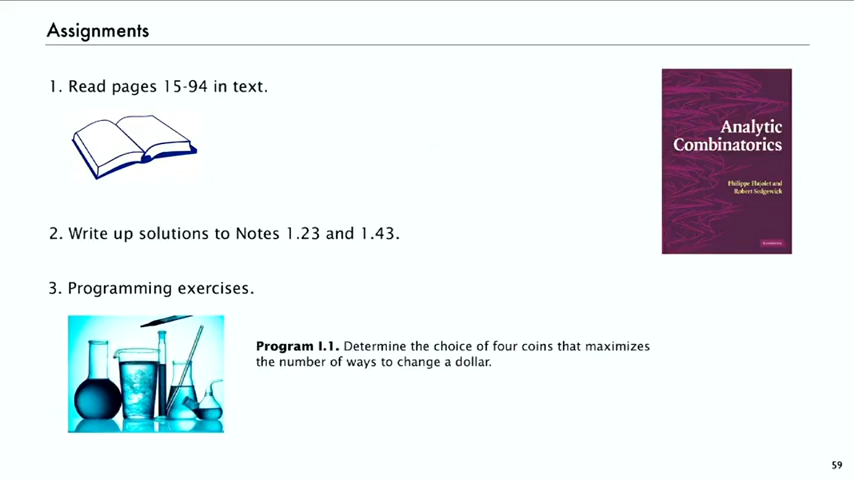 Assignments
1. Read pages 15-94 in text.
Analytic
Combinatorics
Philippe Flajolet and
Robert Sedgewick
2. Write up solutions to Notes 1.23 and 1.43.
3. Programming exercises.
Program I.1. Determine the choice of four coins that maximizes
the number of ways to change a dollar.
59